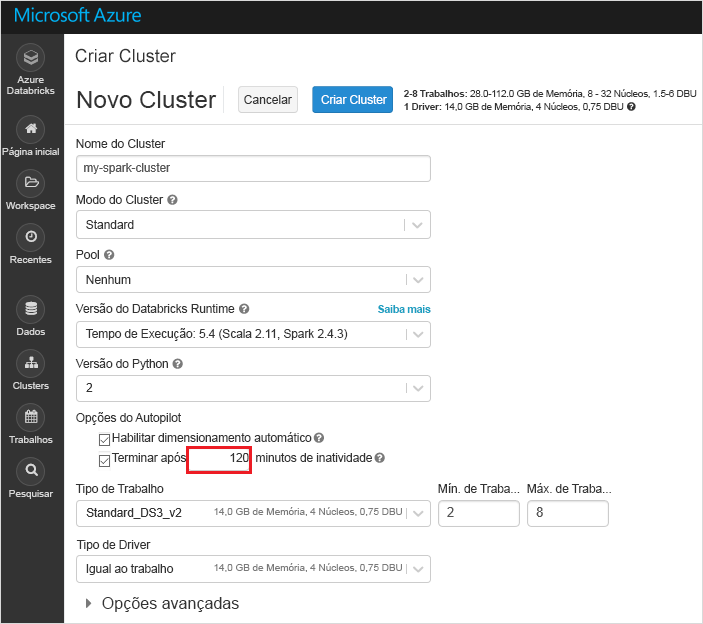 Microsoft Azure
Azure
Databricks
Página inicial
Workspace
Recentes
Dados
Clusters
Trabalhos
Pesquisar
Criar Cluster
Novo Cluster
Cancelar
Criar Cluster
2-8 Trabalhos: 28.0-112.0 GB de Memória, 8 - 32 Núcleos, 1.5-6 DBU
1 Driver: 14,0 GB de Memória, 4 Núcleos, 0,75 DBU ?
Nome do Cluster
my-spark-cluster
Modo do Cluster ?
Standard
Pool ?
Nenhum
Versão do Databricks Runtime ? Saiba mais
Tempo de Execução: 5.4 (Scala 2.11, Spark 2.4.3)
Versão do Python ?
2
Opções do Autopilot
Habilitar dimensionamento automático ?
Terminar após 120 minutos de inatividade ?
Tipo de Trabalho Mín. de Traba... Máx. de Traba...
Standard_DS3_v2 14,0 GB de Memória, 4 Núcleos, 0,75 DBU 2 8
Tipo de Driver
Igual ao trabalho 14,0 GB de Memória, 4 Núcleos, 0,75 DBU
Opções avançadas